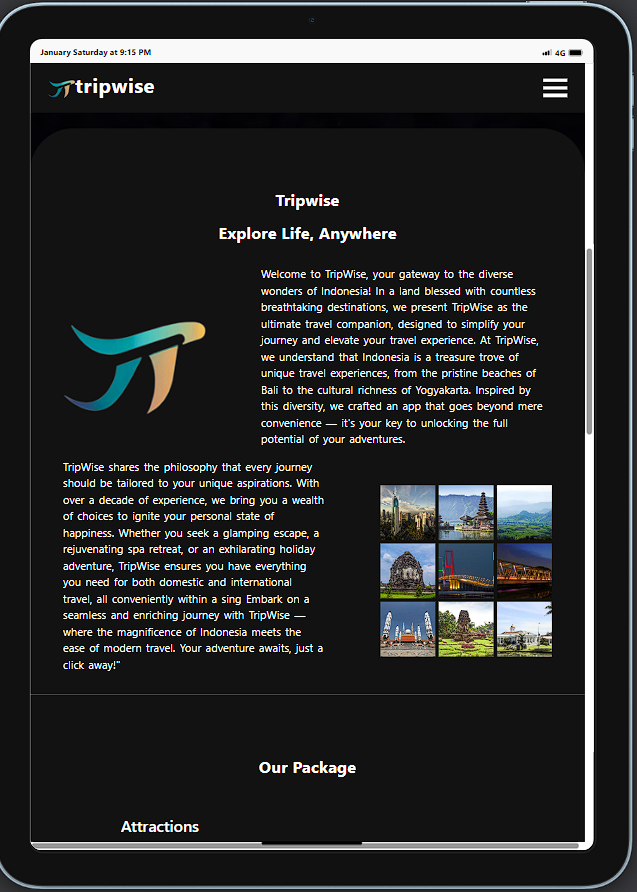 January Saturday at 9:15 PM
4G
tripwise
Tripwise
Explore Life, Anywhere
Welcome to TripWise, your gateway to the diverse
wonders of Indonesia! In a land blessed with countless
breathtaking destinations, we present TripWise as the
ultimate travel companion, designed to simplify your
journey and elevate your travel experience. At TripWise,
we understand that Indonesia is a treasure trove of
unique travel experiences, from the pristine beaches of
Bali to the cultural richness of Yogyakarta. Inspired by
this diversity, we crafted an app that goes beyond mere
convenience — it's your key to unlocking the full
potential of your adventures.
TripWise shares the philosophy that every journey
should be tailored to your unique aspirations. With
over a decade of experience, we bring you a wealth
of choices to ignite your personal state of
happiness. Whether you seek a glamping escape, a
rejuvenating spa retreat, or an exhilarating holiday
adventure, TripWise ensures you have everything
you need for both domestic and international
travel, all conveniently within a sing Embark on a
seamless and enriching journey with TripWise —
where the magnificence of Indonesia meets the
ease of modern travel. Your adventure awaits, just a
click away!"
Our Package
Attractions